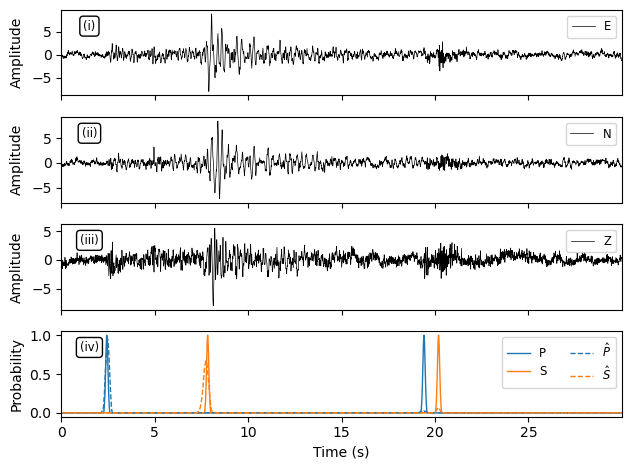 (i)
E
Amplitude
5
0
−5
(ii)
N
Amplitude
5
0
−5
(iii)
Z
Amplitude
5
0
−5
(iv)
P
P̂
S
Ŝ
Probability
1.0
0.5
0.0
0 5 10 15 20 25
Time (s)